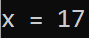 x = 17